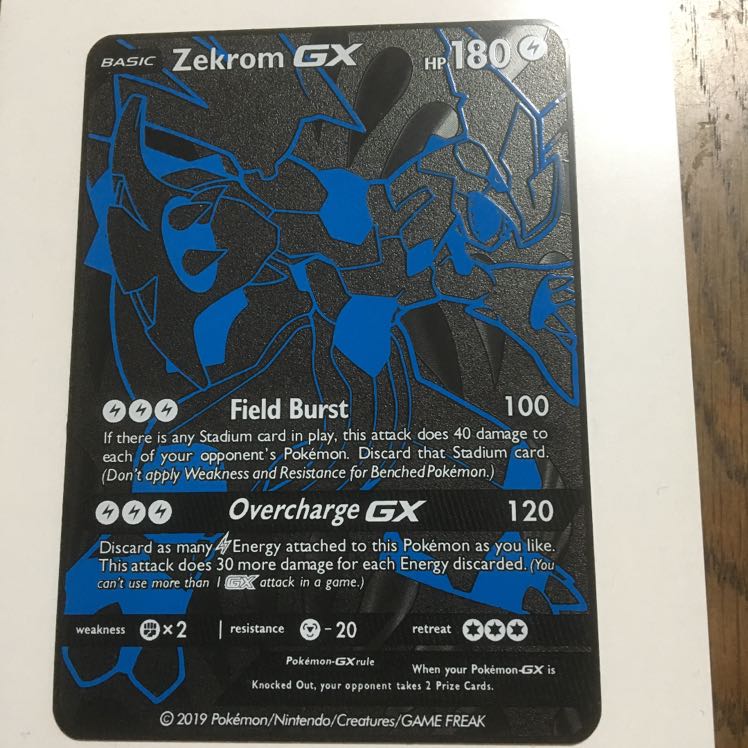 BASIC Zekrom GX HP 180
Field Burst 100
If there is any Stadium card in play, this attack does 40 damage to
each of your opponent's Pokémon. Discard that Stadium card.
(Don't apply Weakness and Resistance for Benched Pokémon.)
Overcharge GX 120
Discard as many Energy attached to this Pokémon as you like.
This attack does 30 more damage for each Energy discarded. (You
can't use more than 1 GX attack in a game.)
weakness ×2 resistance -20 retreat
Pokémon-GX rule When your Pokémon-GX is
Knocked Out, your opponent takes 2 Prize Cards.
© 2019 Pokémon/Nintendo/Creatures/GAME FREAK